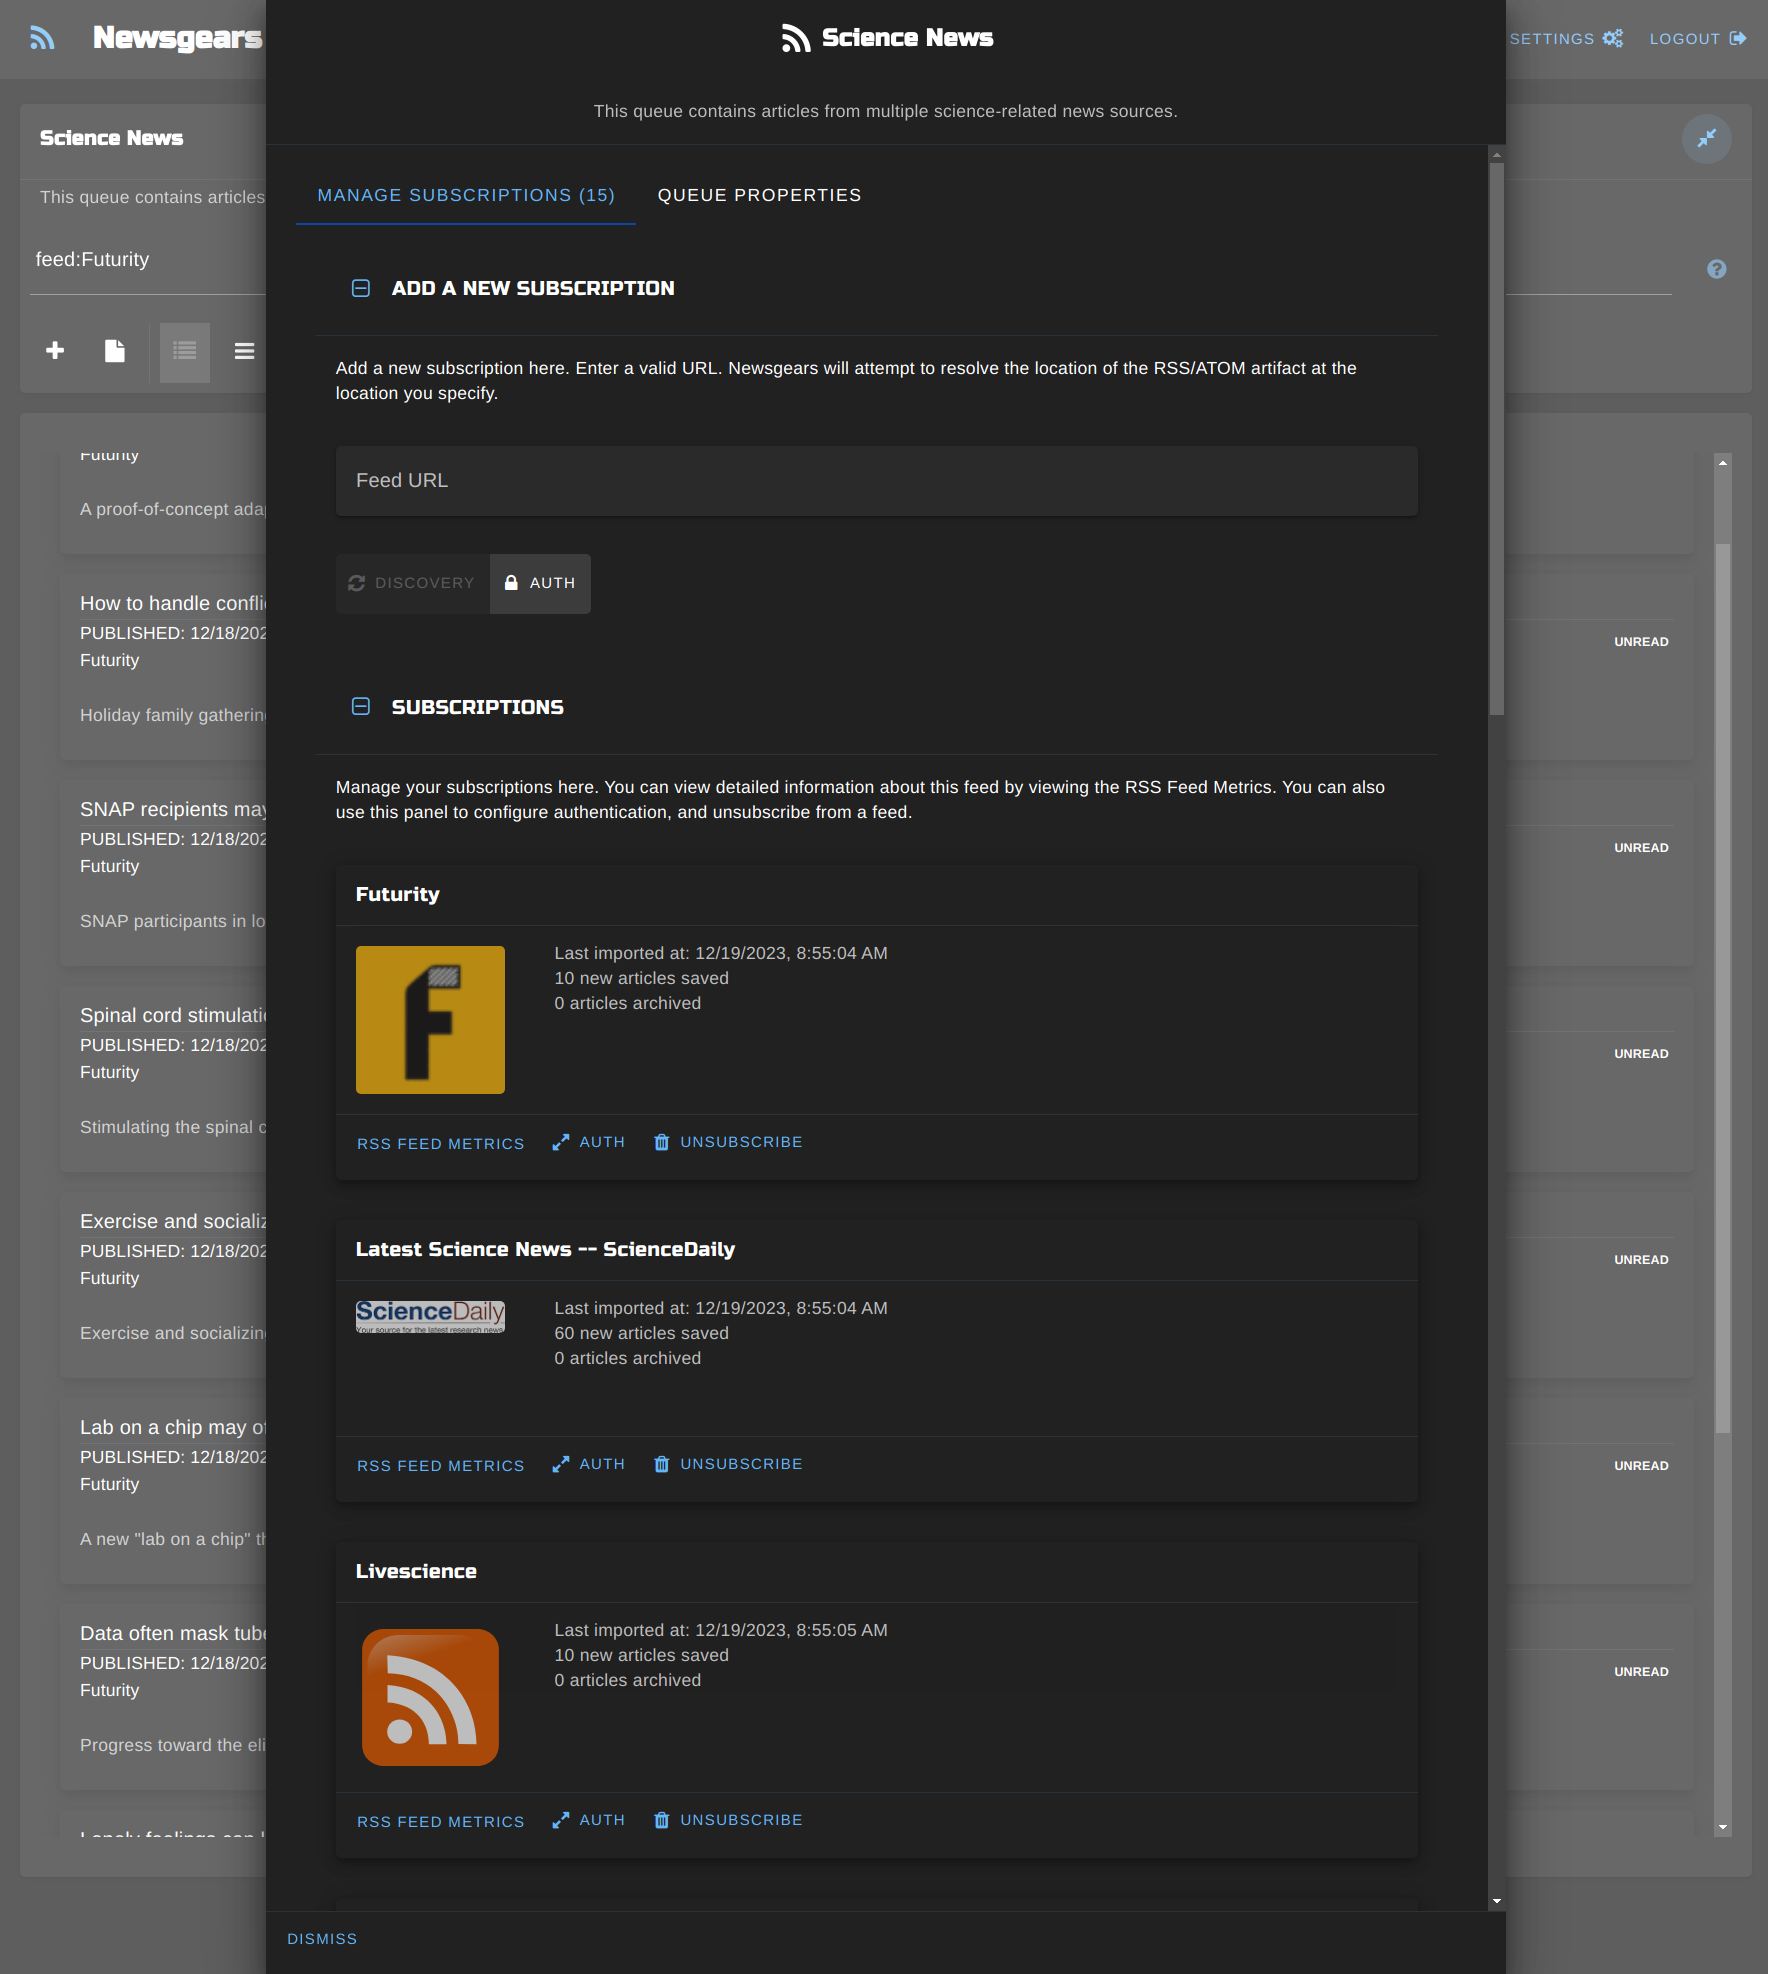 Newsgears
SETTINGS
LOGOUT
Science News
This queue contains articles
feed:Futurity
Futurity
A proof-of-concept
How to handle
PUBLISHED: 12/18/202
Futurity
UNREAD
Holiday family
SNAP recipients may
PUBLISHED: 12/18/202
Futurity
UNREAD
SNAP participants in
Spinal cord
PUBLISHED: 12/18/202
Futurity
UNREAD
Stimulating the spinal
Exercise and
PUBLISHED: 12/18/202
Futurity
UNREAD
Exercise and
Lab on a chip may
PUBLISHED: 12/18/202
Futurity
UNREAD
A new "lab on a chip"
Data often mask
PUBLISHED: 12/18/202
Futurity
UNREAD
Progress toward the
Lonely feelings can
Science News
This queue contains articles from multiple science-related news sources.
MANAGE SUBSCRIPTIONS (15)
QUEUE PROPERTIES
ADD A NEW SUBSCRIPTION
Add a new subscription here. Enter a valid URL. Newsgears will attempt to resolve the location of the RSS/ATOM artifact at the
location you specify.
Feed URL
DISCOVERY
AUTH
SUBSCRIPTIONS
Manage your subscriptions here. You can view detailed information about this feed by viewing the RSS Feed Metrics. You can also
use this panel to configure authentication, and unsubscribe from a feed.
Futurity
F
Last imported at: 12/19/2023, 8:55:04 AM
10 new articles saved
0 articles archived
RSS FEED METRICS
AUTH
UNSUBSCRIBE
Latest Science News -- ScienceDaily
ScienceDaily
Your source for the latest research news
Last imported at: 12/19/2023, 8:55:04 AM
60 new articles saved
0 articles archived
RSS FEED METRICS
AUTH
UNSUBSCRIBE
Livescience
Last imported at: 12/19/2023, 8:55:05 AM
10 new articles saved
0 articles archived
RSS FEED METRICS
AUTH
UNSUBSCRIBE
DISMISS